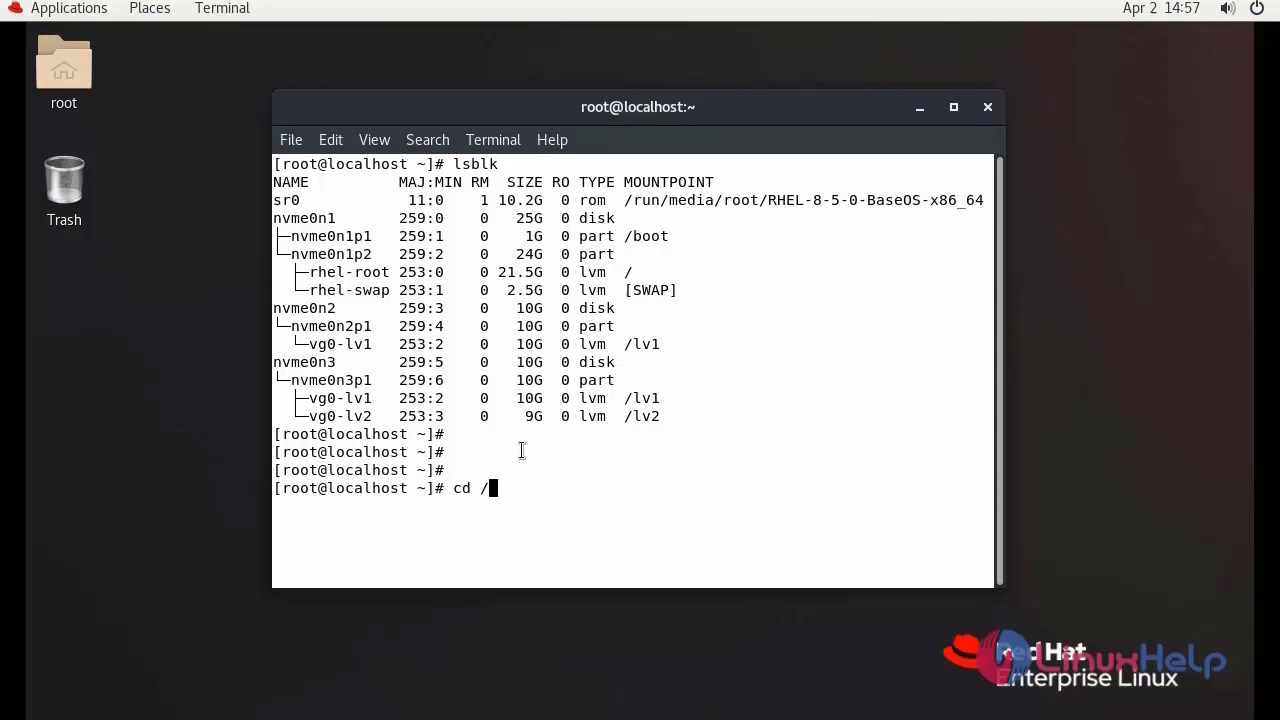 Applications Places Terminal Apr 2 14:57
root
Trash
root@localhost:~
File Edit View Search Terminal Help
[root@localhost ~]# lsblk
NAME MAJ:MIN RM SIZE RO TYPE MOUNTPOINT
sr0 11:0 1 10.2G 0 rom /run/media/root/RHEL-8-5-0-BaseOS-x86_64
nvme0n1 259:0 0 25G 0 disk
├─nvme0n1p1 259:1 0 1G 0 part /boot
└─nvme0n1p2 259:2 0 24G 0 part
├─rhel-root 253:0 0 21.5G 0 lvm /
└─rhel-swap 253:1 0 2.5G 0 lvm [SWAP]
nvme0n2 259:3 0 10G 0 disk
└─nvme0n2p1 259:4 0 10G 0 part
└─vg0-lv1 253:2 0 10G 0 lvm /lv1
nvme0n3 259:5 0 10G 0 disk
└─nvme0n3p1 259:6 0 10G 0 part
├─vg0-lv1 253:2 0 10G 0 lvm /lv1
└─vg0-lv2 253:3 0 9G 0 lvm /lv2
[root@localhost ~]#
[root@localhost ~]#
[root@localhost ~]#
[root@localhost ~]# cd /
Red Hat
LinuxHelp
Enterprise Linux